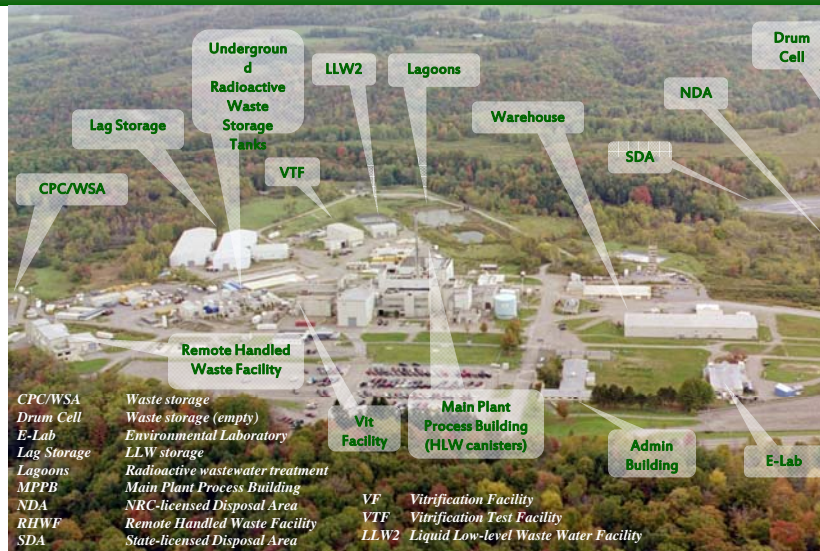 Drum
Cell
Undergroun
d
Radioactive
Waste
Storage
Tanks
LLW2
Lagoons
NDA
Warehouse
Lag Storage
SDA
VTF
CPC/WSA
Remote Handled
Waste Facility
Vit
Facility
Main Plant
Process Building
(HLW canisters)
Admin
Building
E-Lab
CPC/WSA Waste storage
Drum Cell Waste storage (empty)
E-Lab Environmental Laboratory
Lag Storage LLW storage
Lagoons Radioactive wastewater treatment
MPPB Main Plant Process Building
NDA NRC-licensed Disposal Area
RHWF Remote Handled Waste Facility
SDA State-licensed Disposal Area
VF Vitrification Facility
VTF Vitrification Test Facility
LLW2 Liquid Low-level Waste Water Facility